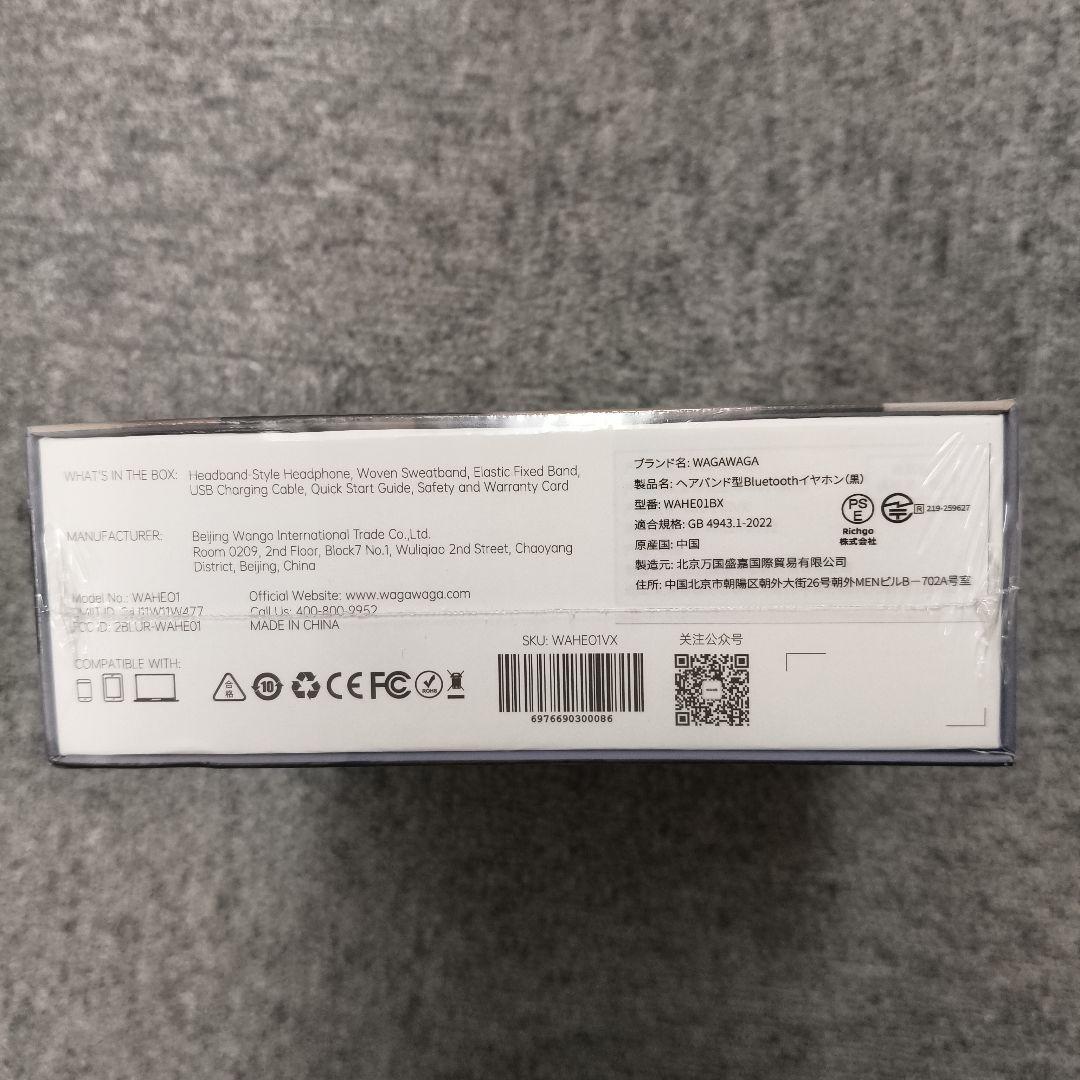 WHAT'S IN THE BOX: Headband-Style Headphone, Woven Sweatband, Elastic Fixed Band,
USB Charging Cable, Quick Start Guide, Safety and Warranty Card
MANUFACTURER: Beijing Wango International Trade Co.,Ltd.
Room 0209, 2nd Floor, Block7 No.1, Wuliqiao 2nd Street, Chaoyang
District, Beijing, China
Model No.: WAHE01
Official Website: www.wagawaga.com
CMIIT ID:
Call Us: 400-800-9952
FCC ID: 2BLUR-WAHE01
MADE IN CHINA
COMPATIBLE WITH:
合格
10
CE
FC
ROHS
SKU: WAHE01VX
6976690300086
关注公众号
ブランド名: WAGAWAGA
製品名: ヘアバンド型Bluetoothイヤホン(黒)
型番: WAHE01BX
適合規格: GB 4943.1-2022
原産国: 中国
製造元: 北京万国盛嘉国際貿易有限公司
住所: 中国北京市朝陽区朝外大街26号朝外MENビルB－702A号室
PS
E
Richgo
株式会社
R 219-259627